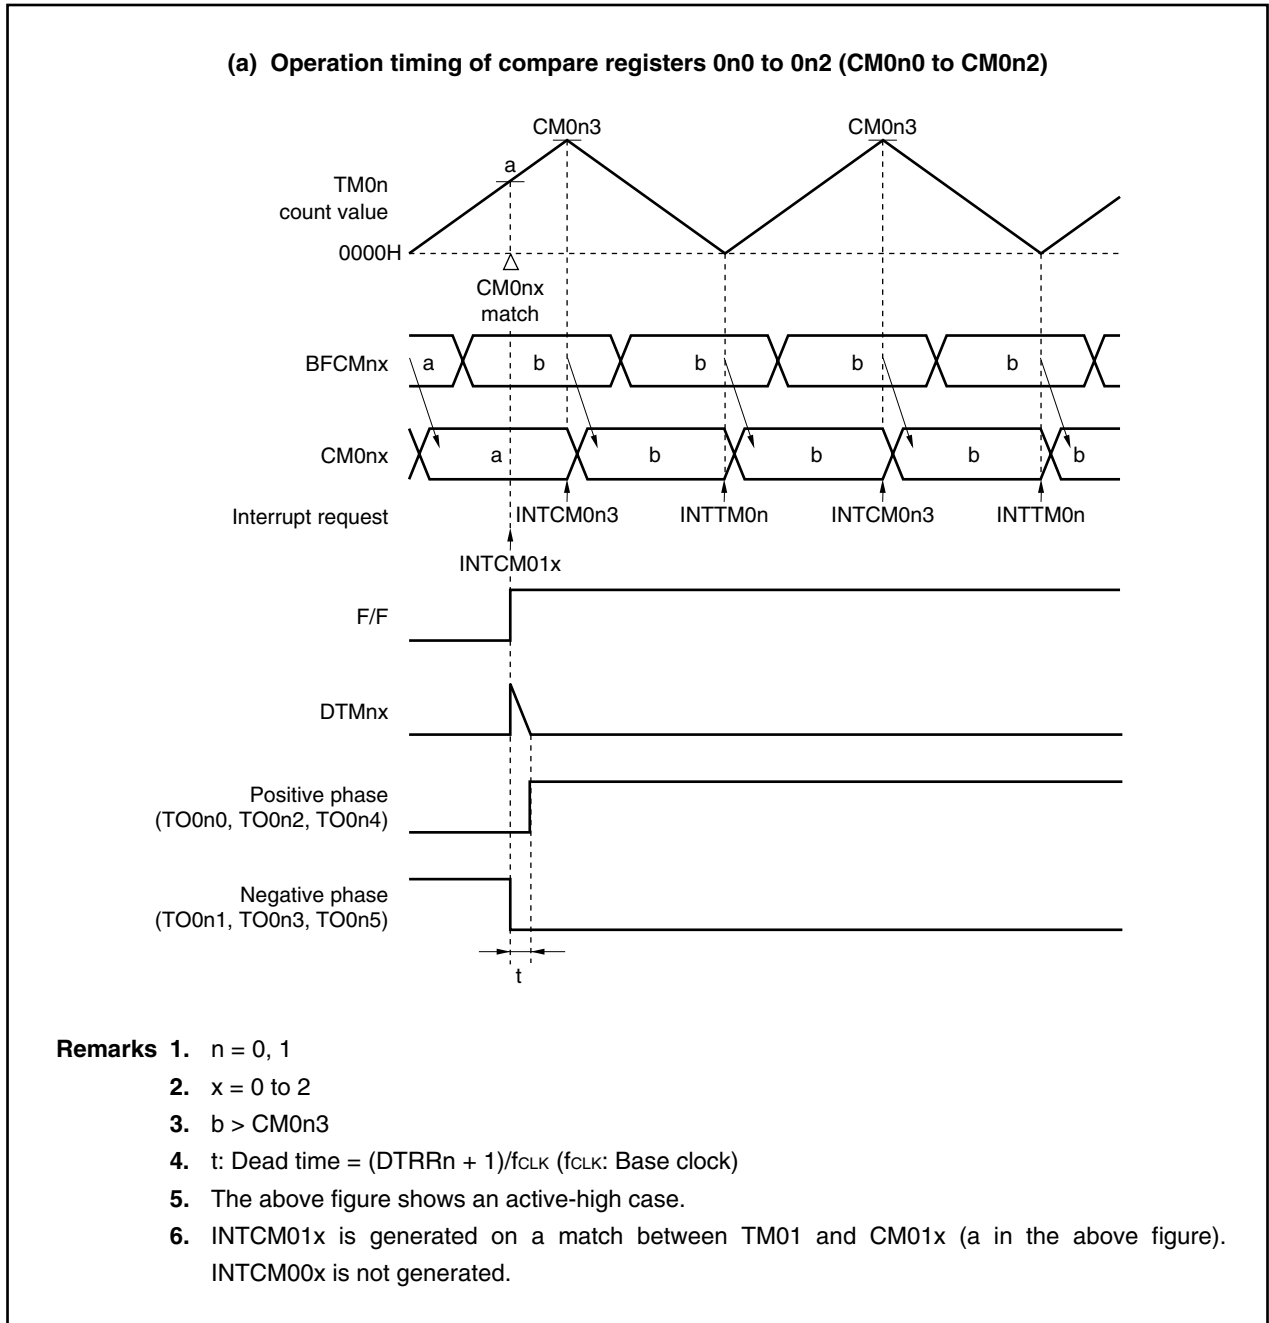 (a) Operation timing of compare registers 0n0 to 0n2 (CM0n0 to CM0n2)
CM0n3 CM0n3
a
TM0n
count value
0000H
CM0nx
match
BFCMnx a b b b b
CM0nx a b b b b
Interrupt request INTCM0n3 INTTM0n INTCM0n3 INTTM0n
INTCM01x
F/F
DTMnx
Positive phase
(TO0n0, TO0n2, TO0n4)
Negative phase
(TO0n1, TO0n3, TO0n5)
t
Remarks 1. n = 0, 1
2. x = 0 to 2
3. b > CM0n3
4. t: Dead time = (DTRRn + 1)/fCLK (fCLK: Base clock)
5. The above figure shows an active-high case.
6. INTCM01x is generated on a match between TM01 and CM01x (a in the above figure).
INTCM00x is not generated.